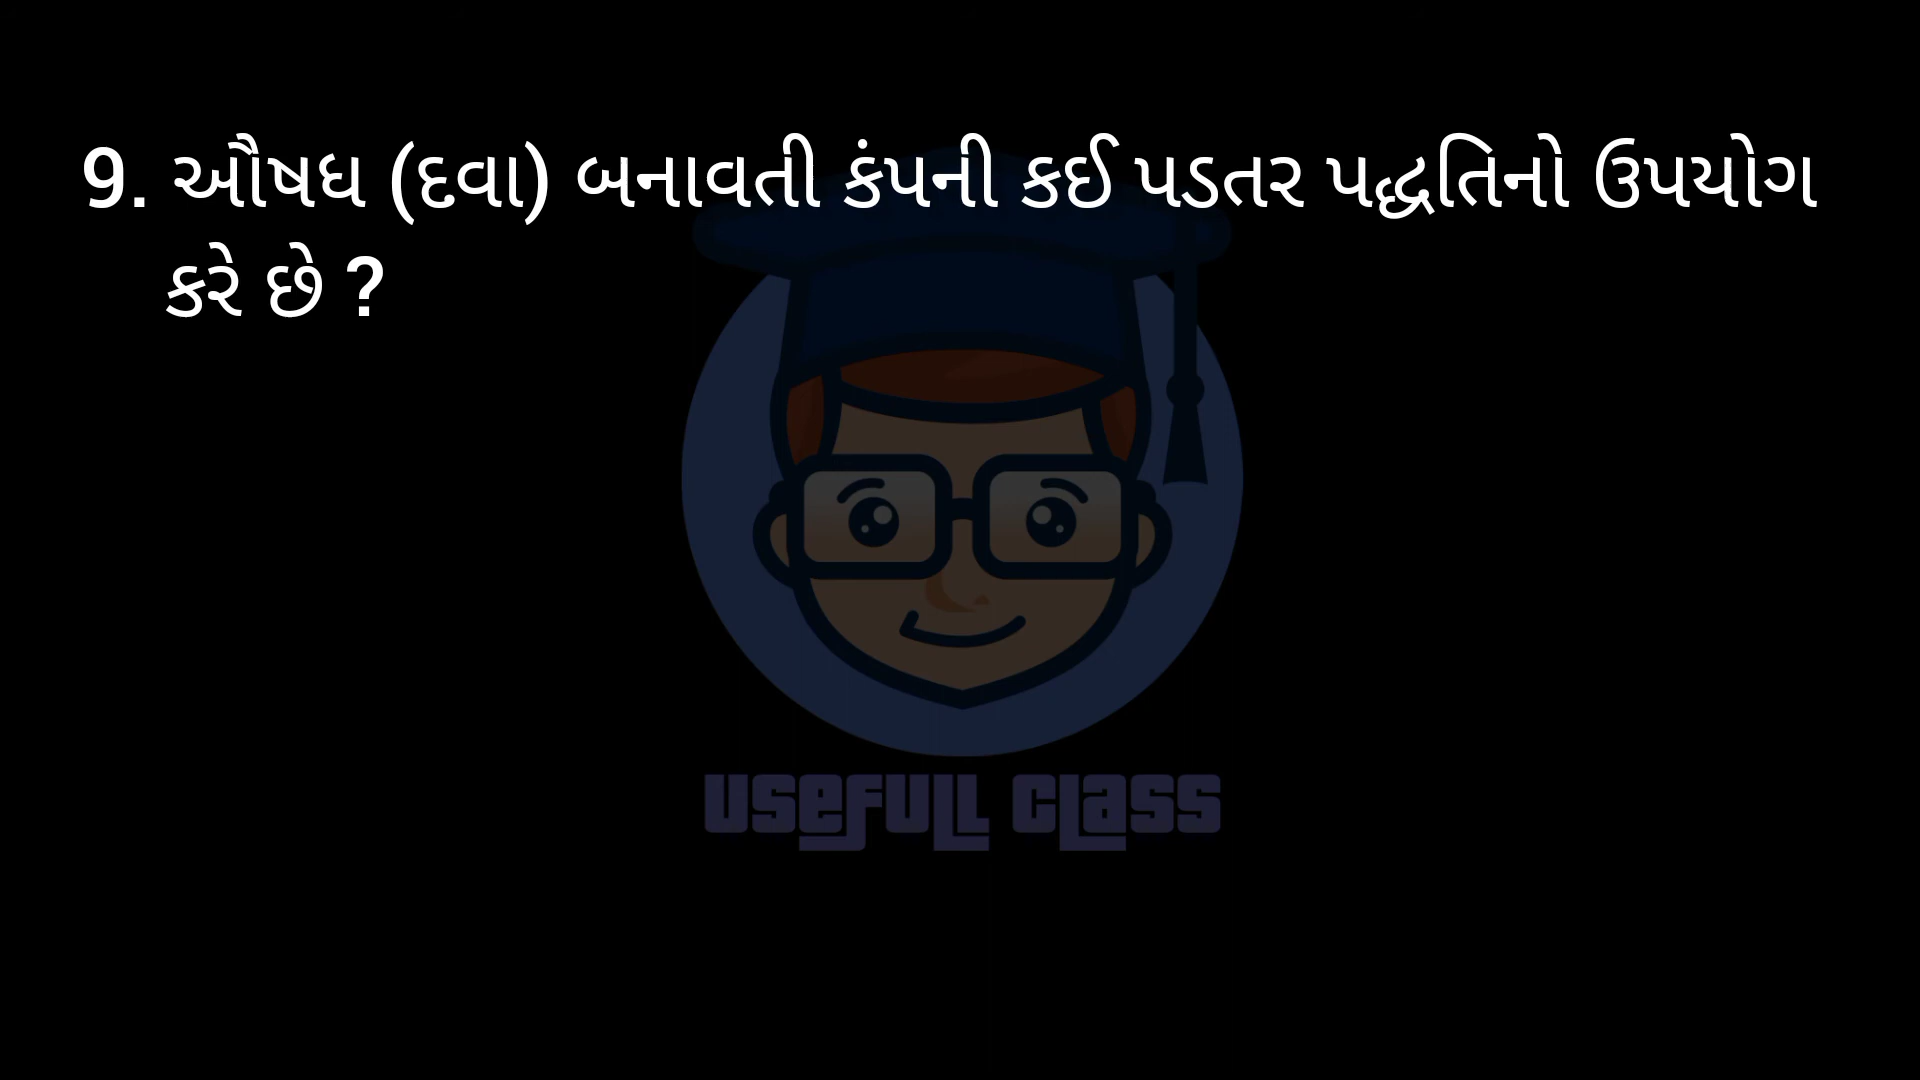 9. ઔષધ (દવા) બનાવતી કંપની કઈ પડતર પદ્ધતિનો ઉપયોગ
કરે છે ?
USEFULL CLASS